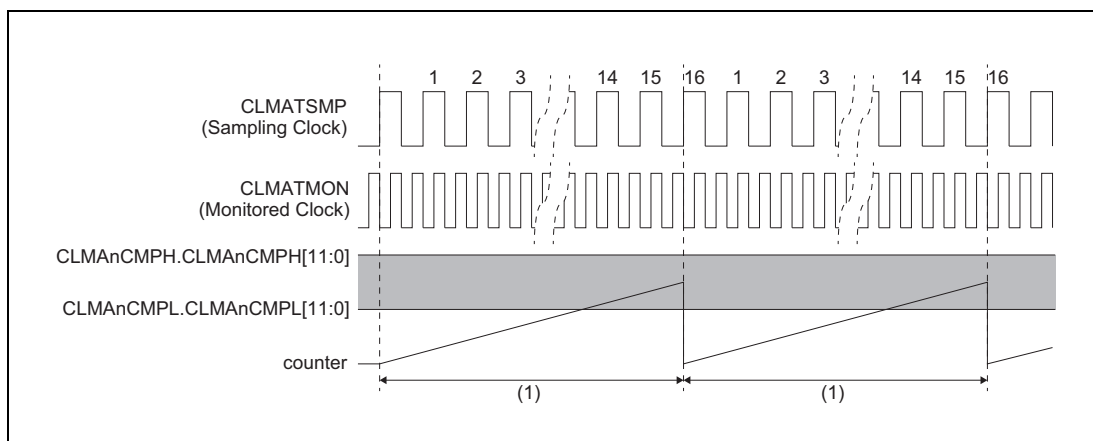 1 2 3 14 15 16 1 2 3 14 15 16
CLMATSMP
(Sampling Clock)
CLMATMON
(Monitored Clock)
CLMAnCMPH.CLMAnCMPH[11:0]
CLMAnCMPL.CLMAnCMPL[11:0]
counter
(1) (1)